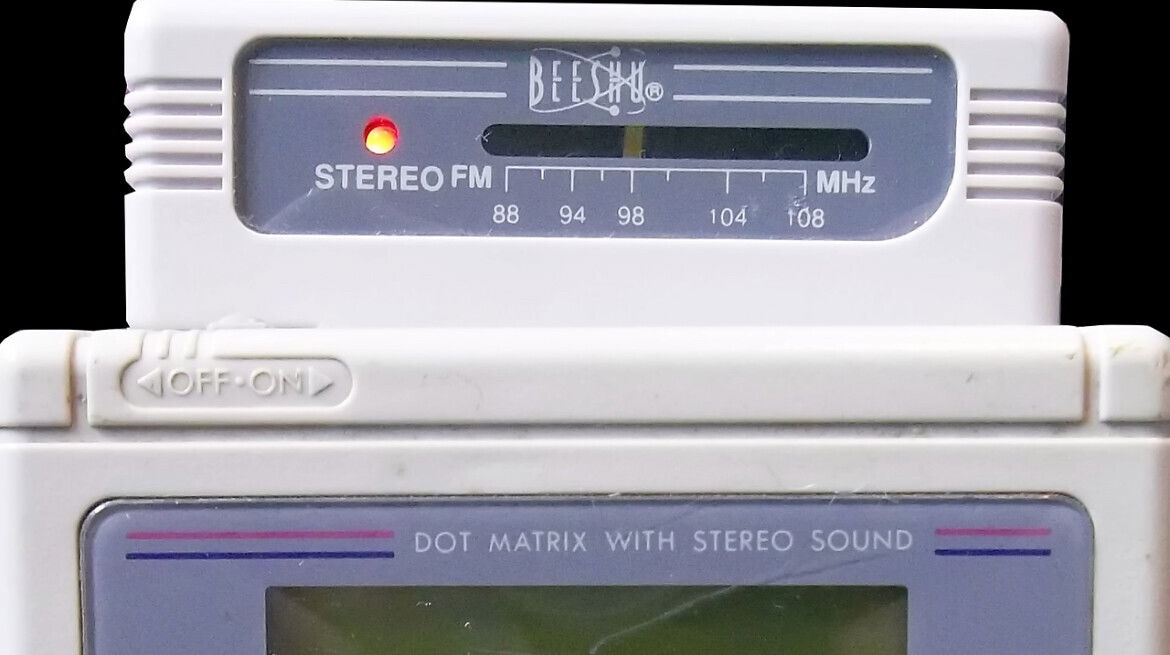 BEESHU®
STEREO FM MHz
88 94 98 104 108
OFF•ON
DOT MATRIX WITH STEREO SOUND